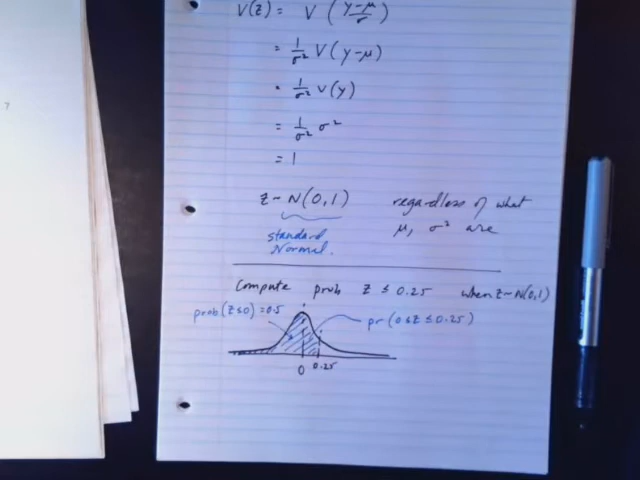 V(z) = V(y-μ/σ)
= 1/σ² V(y-μ)
= 1/σ² V(y)
= 1/σ² σ²
= 1
z ~ N(0,1) regardless of what
μ, σ² are
standard
Normal.
Compute prob z ≤ 0.25 when z~N(0,1)
prob(z≤0)=0.5 pr(0≤z≤0.25)
0 0.25
7